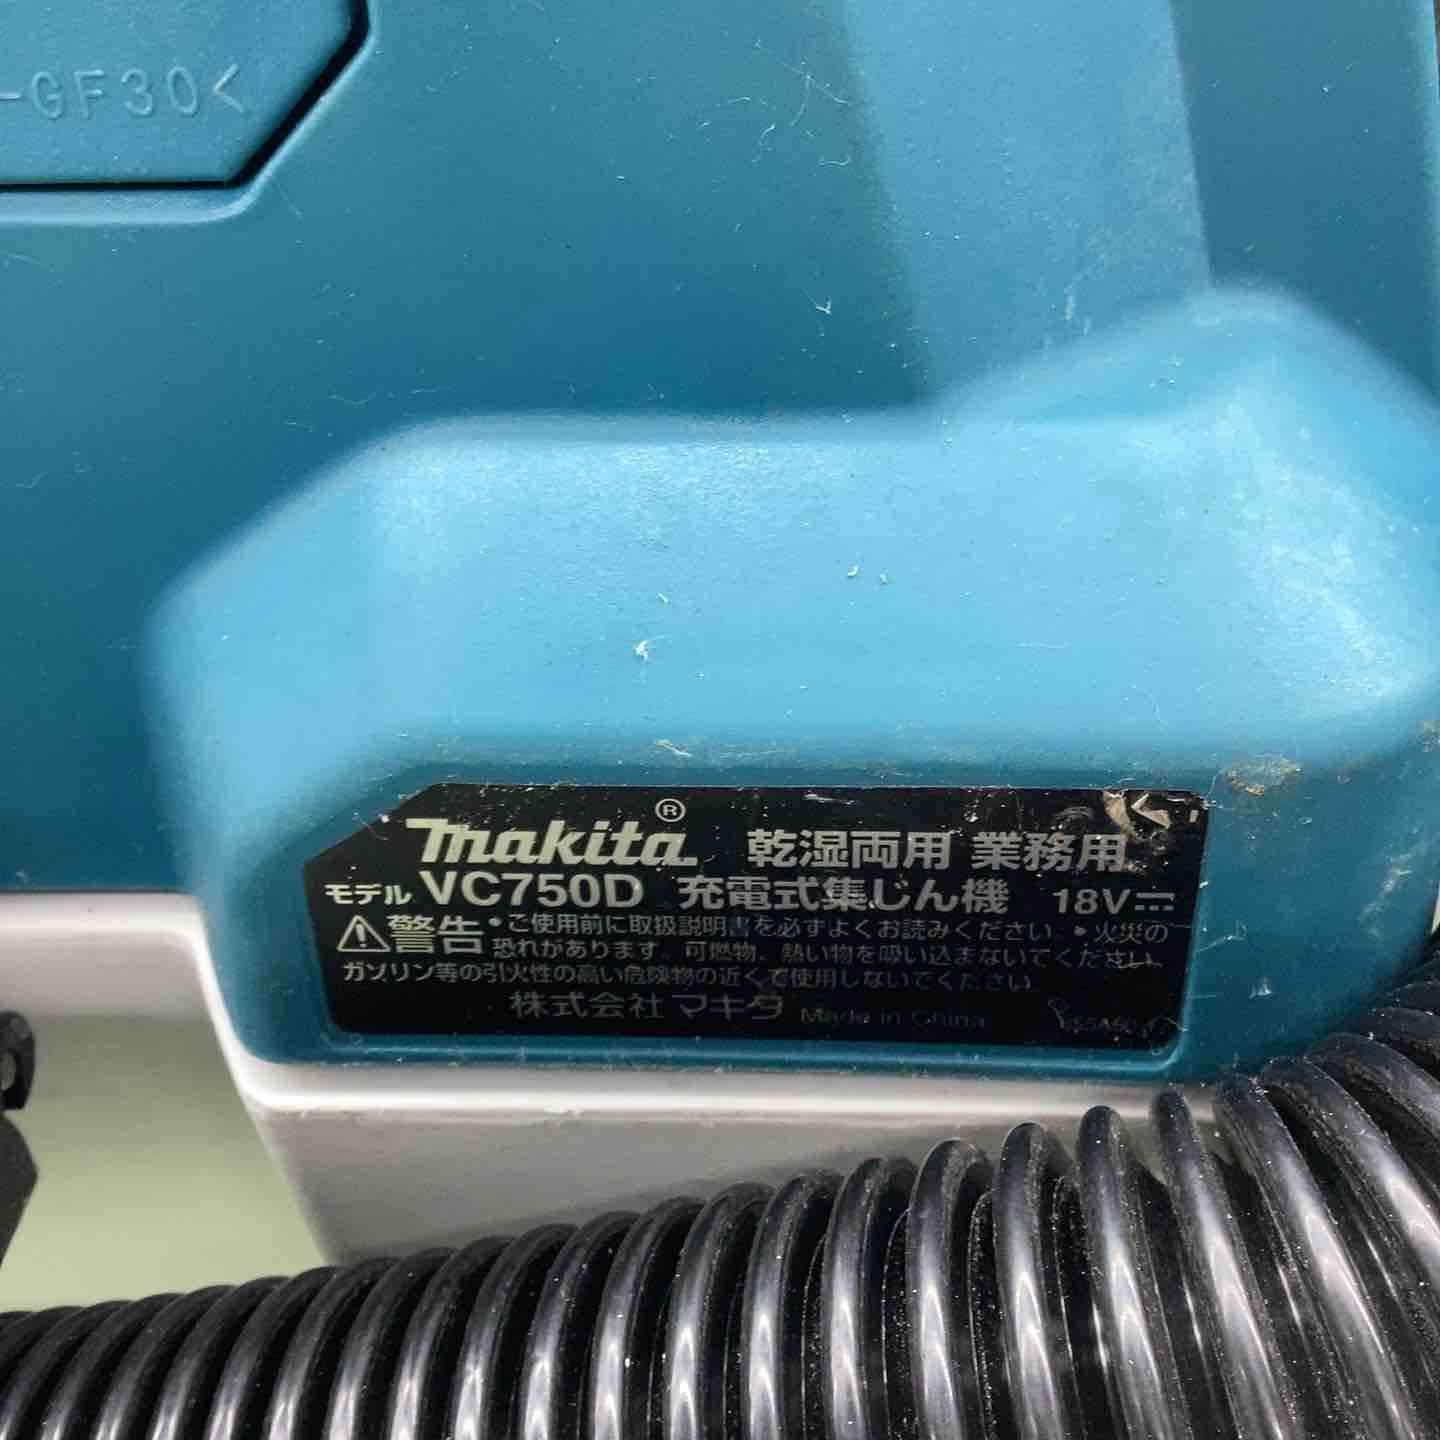 -GF30<
makita® 乾湿両用 業務用
モデル VC750D 充電式集じん機 18V
警告 •ご使用前に取扱説明書を必ずよくお読みください •火災の
恐れがあります。可燃物、熱い物を吸い込まないでください
ガソリン等の引火性の高い危険物の近くで使用しないでください
株式会社 マキタ Made in China